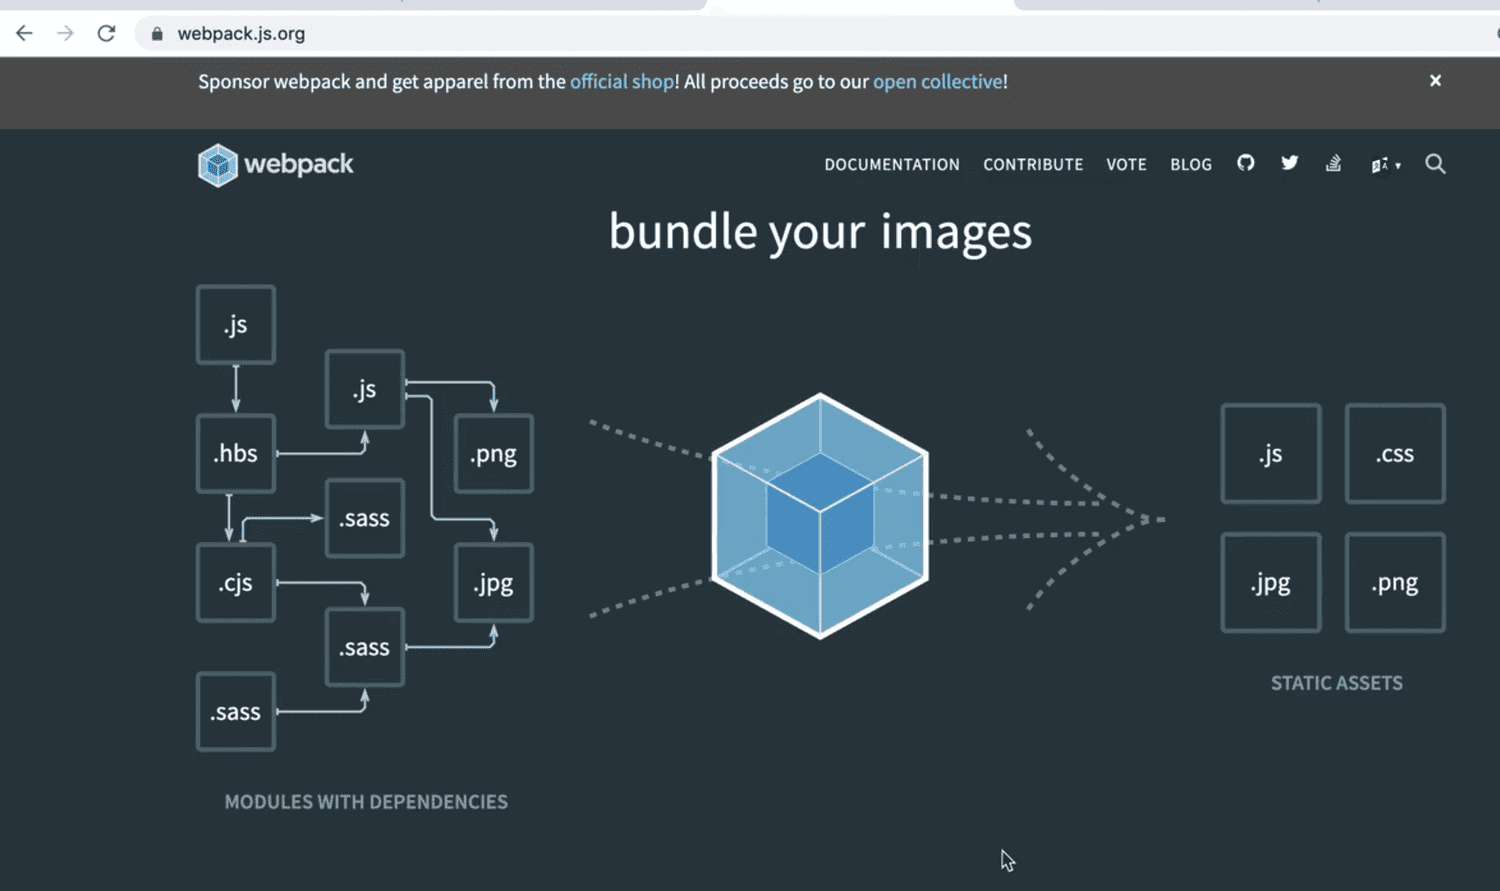 webpack.js.org
Sponsor webpack and get apparel from the official shop! All proceeds go to our open collective!
webpack
DOCUMENTATION CONTRIBUTE VOTE BLOG
bundle your images
.js
.js
.hbs
.png
.sass
.cjs
.jpg
.sass
.sass
MODULES WITH DEPENDENCIES
.js .css
.jpg .png
STATIC ASSETS